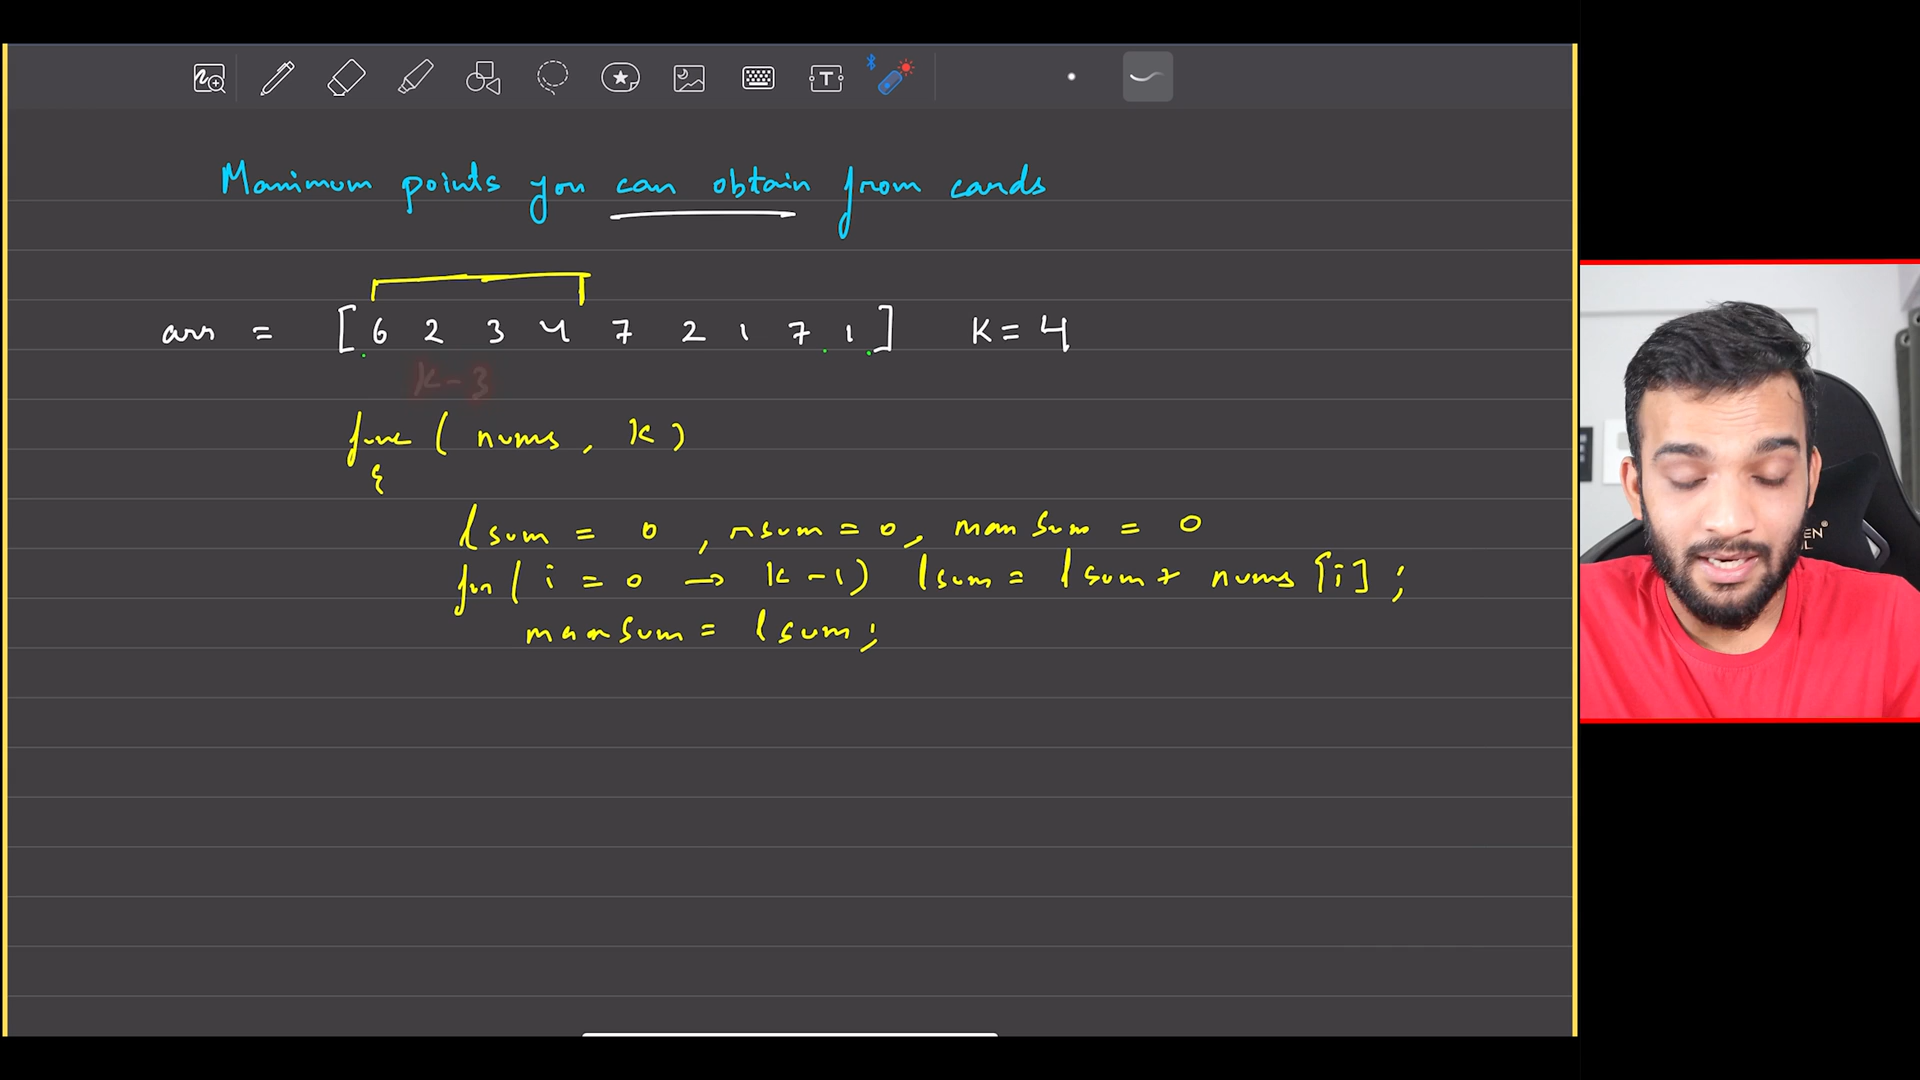 Maximum points you can obtain from cards
arr = [6 2 3 4 7 2 1 7 1] K = 4
k-3
func (nums, k)
{
lsum = 0, rsum = 0, maxSum = 0
for(i = 0 → k-1) lsum = lsum + nums[i];
maxSum = lsum;